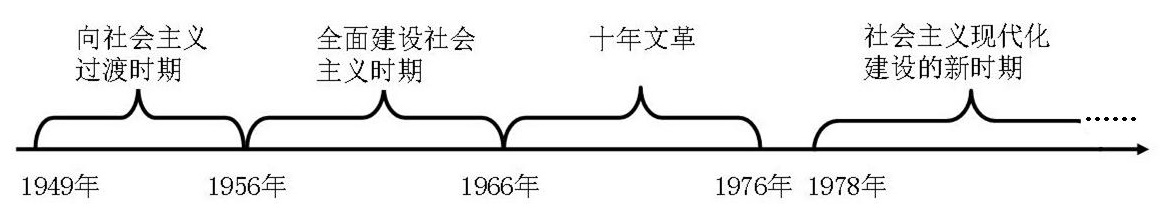 向社会主义
过渡时期
全面建设社会
主义时期
十年文革
社会主义现代化
建设的新时期
……
1949年
1956年
1966年
1976年
1978年